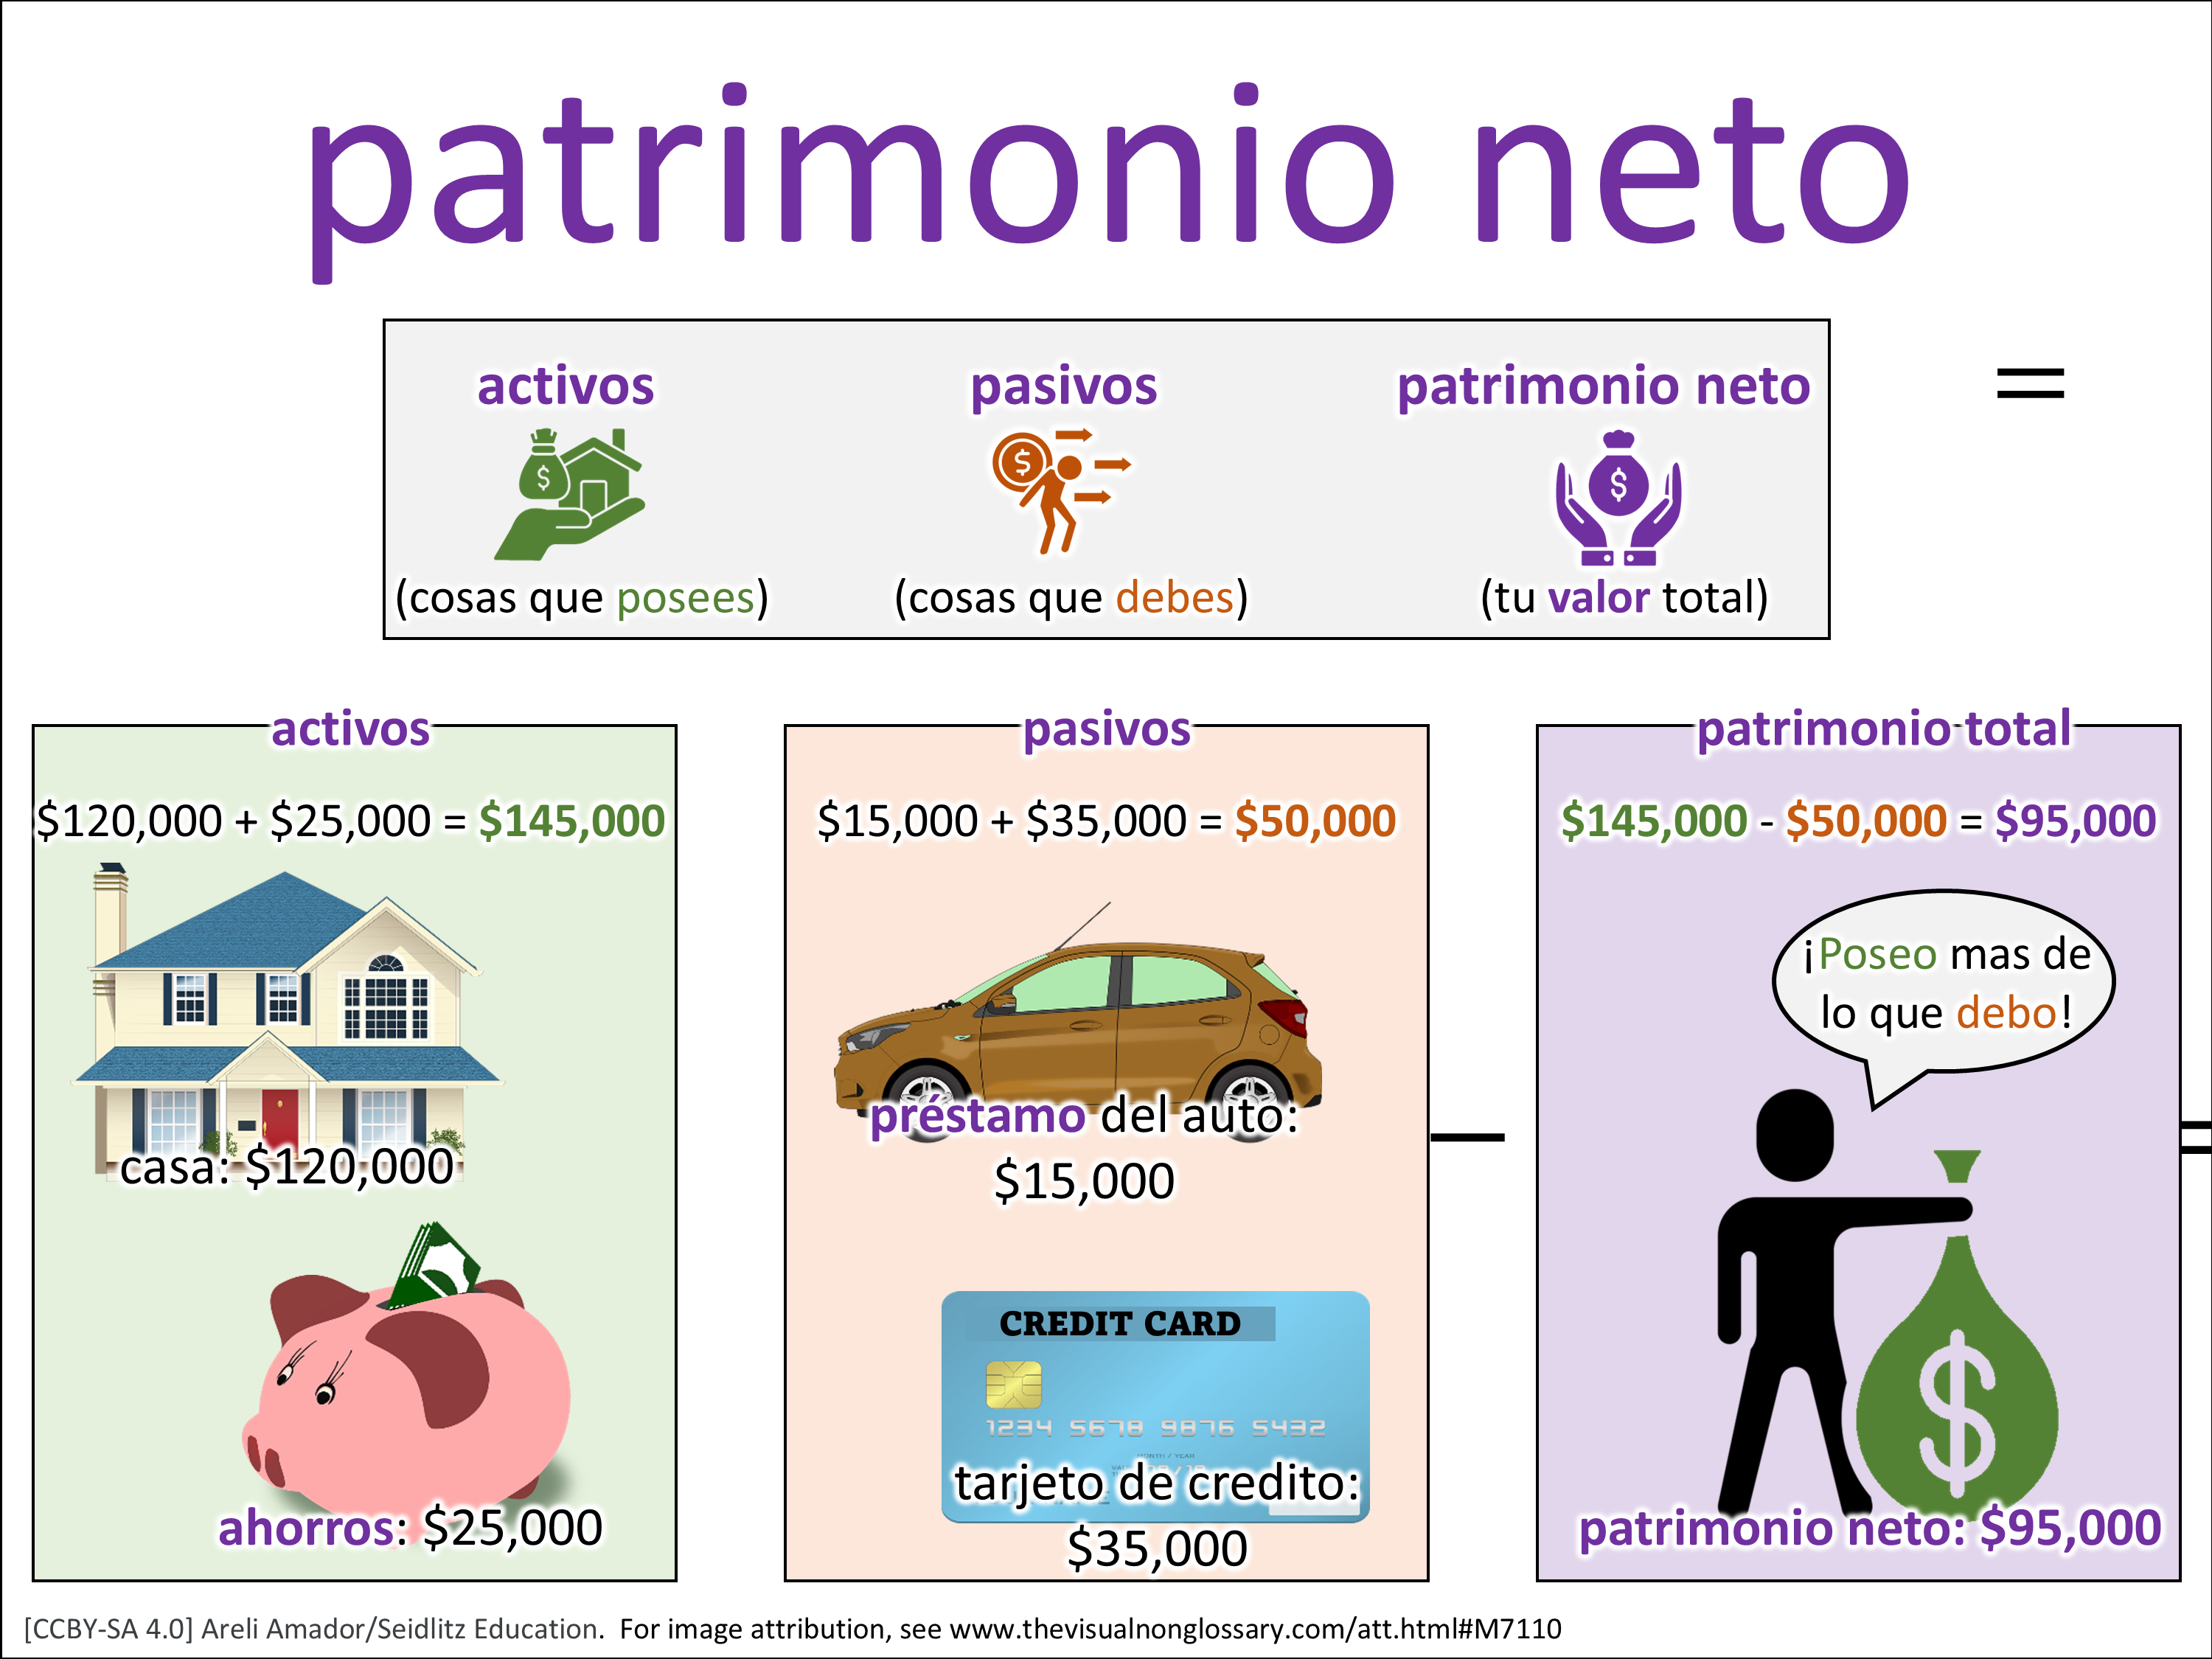 patrimonio neto
activos
pasivos
patrimonio neto
=
$
$
$
(cosas que posees)
(cosas que debes)
(tu valor total)
activos
$120,000 + $25,000 = $145,000
casa: $120,000
ahorros: $25,000
pasivos
$15,000 + $35,000 = $50,000
préstamo del auto:
$15,000
CREDIT CARD
1234 5678 9876 5432
MONTH / YEAR
tarjeto de credito:
$35,000
–
patrimonio total
$145,000 - $50,000 = $95,000
¡Poseo mas de
lo que debo!
$
patrimonio neto: $95,000
=
[CCBY-SA 4.0] Areli Amador/Seidlitz Education. For image attribution, see www.thevisualnonglossary.com/att.html#M7110